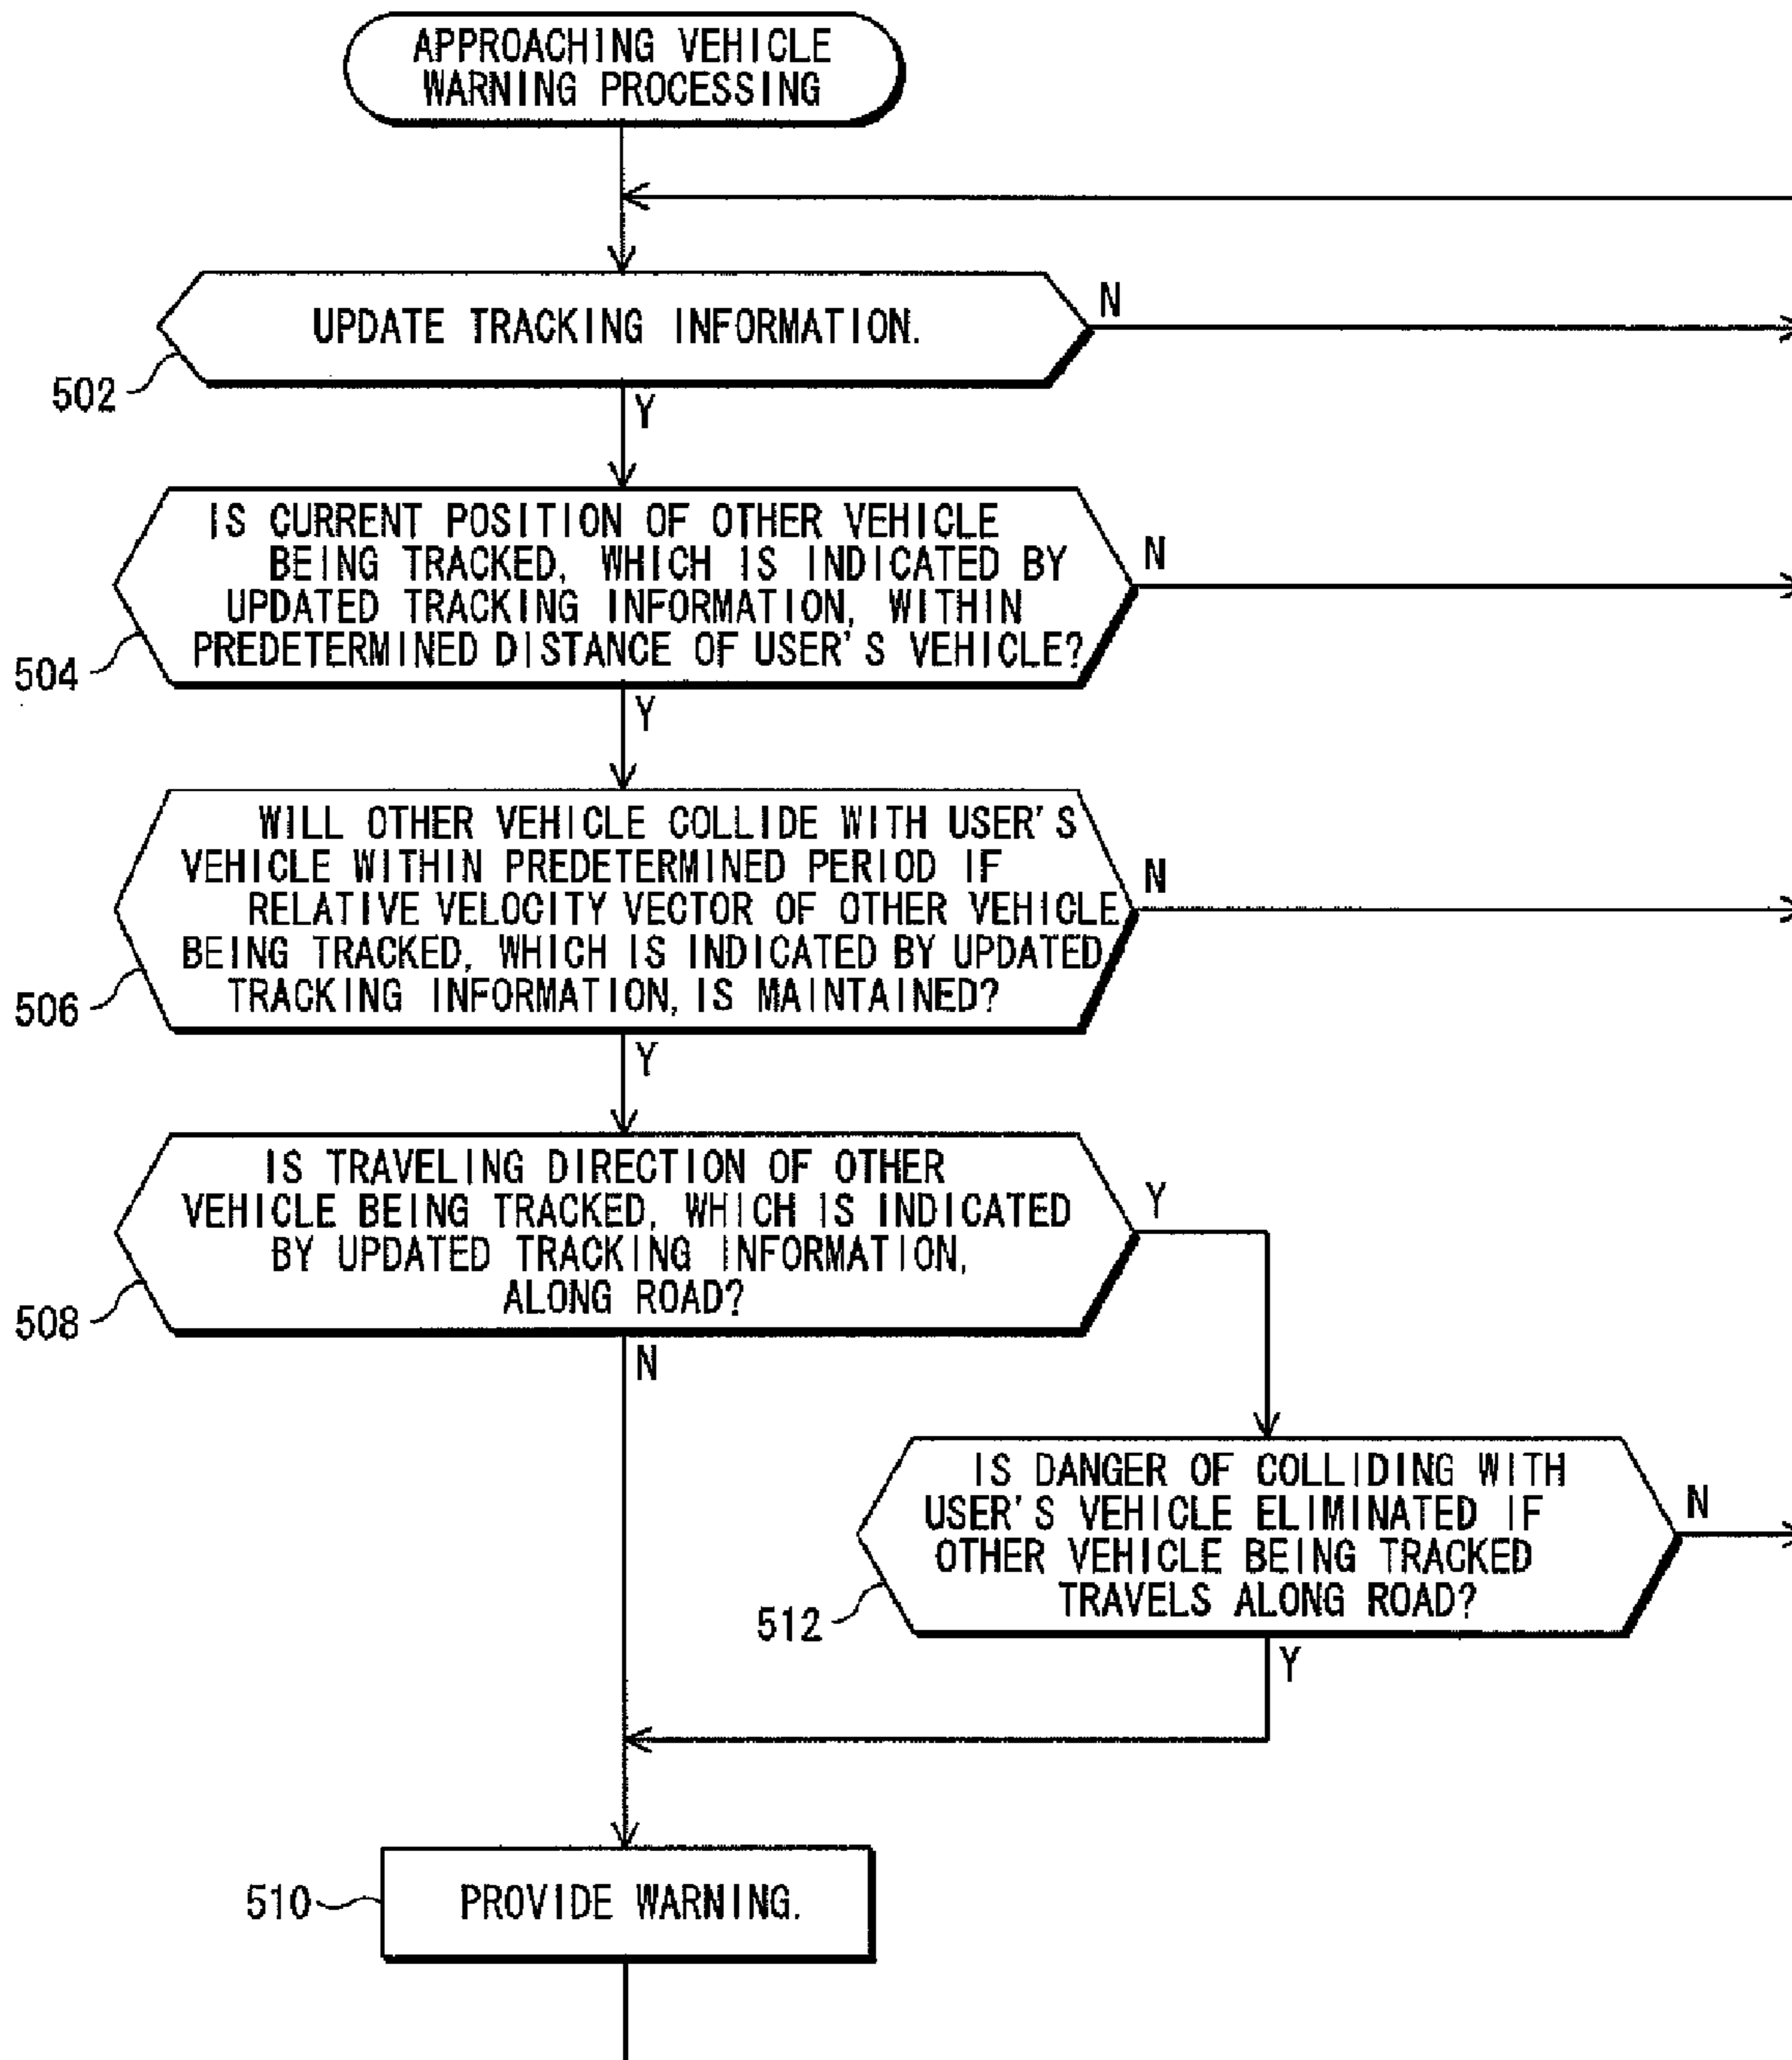 APPROACHING VEHICLE
WARNING PROCESSING
UPDATE TRACKING INFORMATION.
N
502
Y
IS CURRENT POSITION OF OTHER VEHICLE
BEING TRACKED, WHICH IS INDICATED BY
UPDATED TRACKING INFORMATION, WITHIN
PREDETERMINED DISTANCE OF USER'S VEHICLE?
N
504
Y
WILL OTHER VEHICLE COLLIDE WITH USER'S
VEHICLE WITHIN PREDETERMINED PERIOD IF
RELATIVE VELOCITY VECTOR OF OTHER VEHICLE
BEING TRACKED, WHICH IS INDICATED BY UPDATED
TRACKING INFORMATION, IS MAINTAINED?
N
506
Y
IS TRAVELING DIRECTION OF OTHER
VEHICLE BEING TRACKED, WHICH IS INDICATED
BY UPDATED TRACKING INFORMATION,
ALONG ROAD?
Y
508
N
IS DANGER OF COLLIDING WITH
USER'S VEHICLE ELIMINATED IF
OTHER VEHICLE BEING TRACKED
TRAVELS ALONG ROAD?
N
512
Y
510
PROVIDE WARNING.